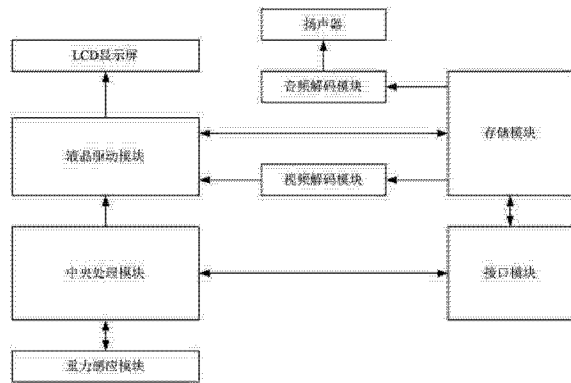 扬声器
LCD显示屏
音频解码模块
液晶驱动模块
存储模块
视频解码模块
中央处理模块
接口模块
重力感应模块